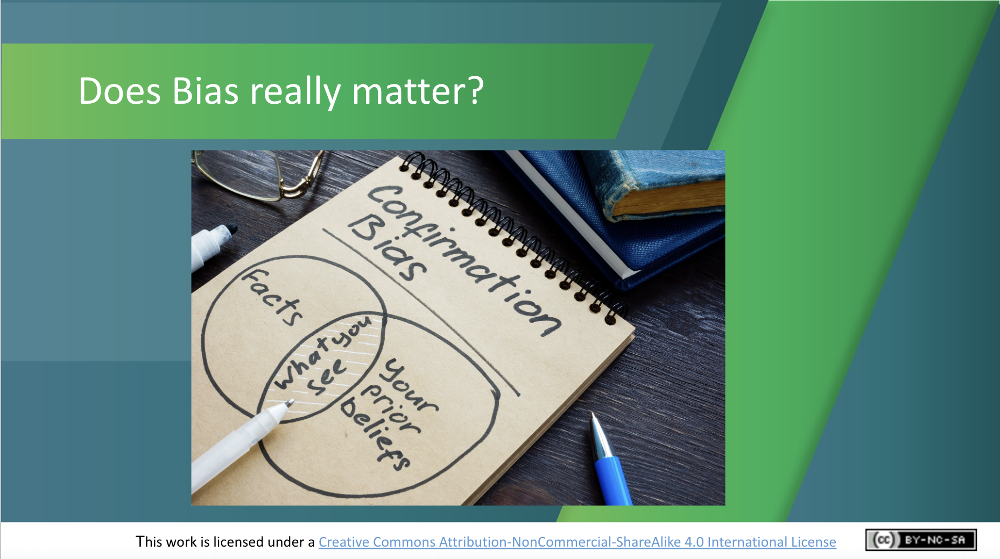 Does Bias really matter?
Confirmation
Bias
Facts
What you
see
Your
prior
beliefs
This work is licensed under a Creative Commons Attribution-NonCommercial-ShareAlike 4.0 International License
(cc) BY-NC-SA